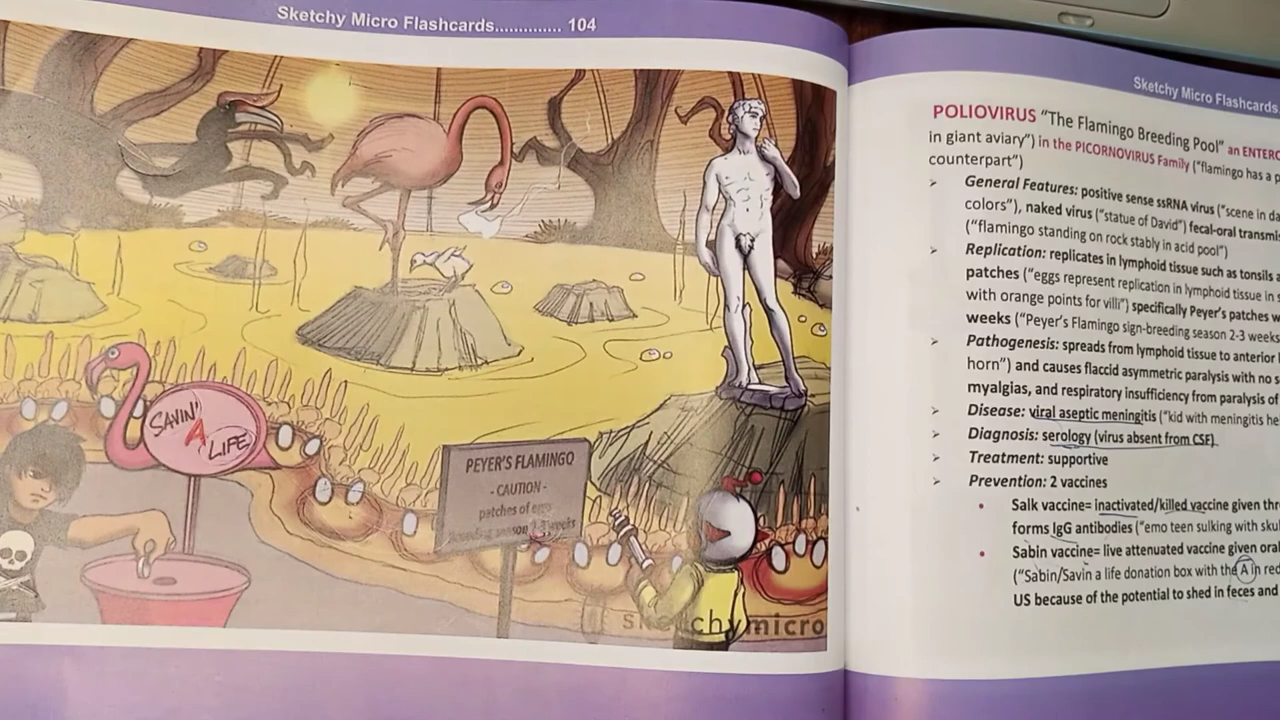 Sketchy Micro Flashcards.............. 104
SAVIN'
A
LIFE
PEYER'S FLAMINGO
- CAUTION -
patches of
season 2-3 weeks
sketchymicro
Sketchy Micro Flashcards
POLIOVIRUS “The Flamingo Breeding Pool” an
in giant aviary”) in the PICORNOVIRUS Family (“flamingo has a
counterpart”)
➢ General Features: positive sense ssRNA virus (“scene in
colors”), naked virus (“statue of David”) fecal-oral
(“flamingo standing on rock stably in acid pool”)
➢ Replication: replicates in lymphoid tissue such as tonsils
patches (“eggs represent replication in lymphoid tissue in
with orange points for villi”) specifically Peyer's patches
weeks (“Peyer's Flamingo sign-breeding season 2-3 weeks
➢ Pathogenesis: spreads from lymphoid tissue to anterior
horn”) and causes flaccid asymmetric paralysis with no
myalgias, and respiratory insufficiency from paralysis of
➢ Disease: viral aseptic meningitis (“kid with meningitis
➢ Diagnosis: serology (virus absent from CSF)
➢ Treatment: supportive
➢ Prevention: 2 vaccines
• Salk vaccine= inactivated/killed vaccine given
forms IgG antibodies (“emo teen sulking with
• Sabin vaccine= live attenuated vaccine given
(“Sabin/Savin a life donation box with the A in
US because of the potential to shed in feces and